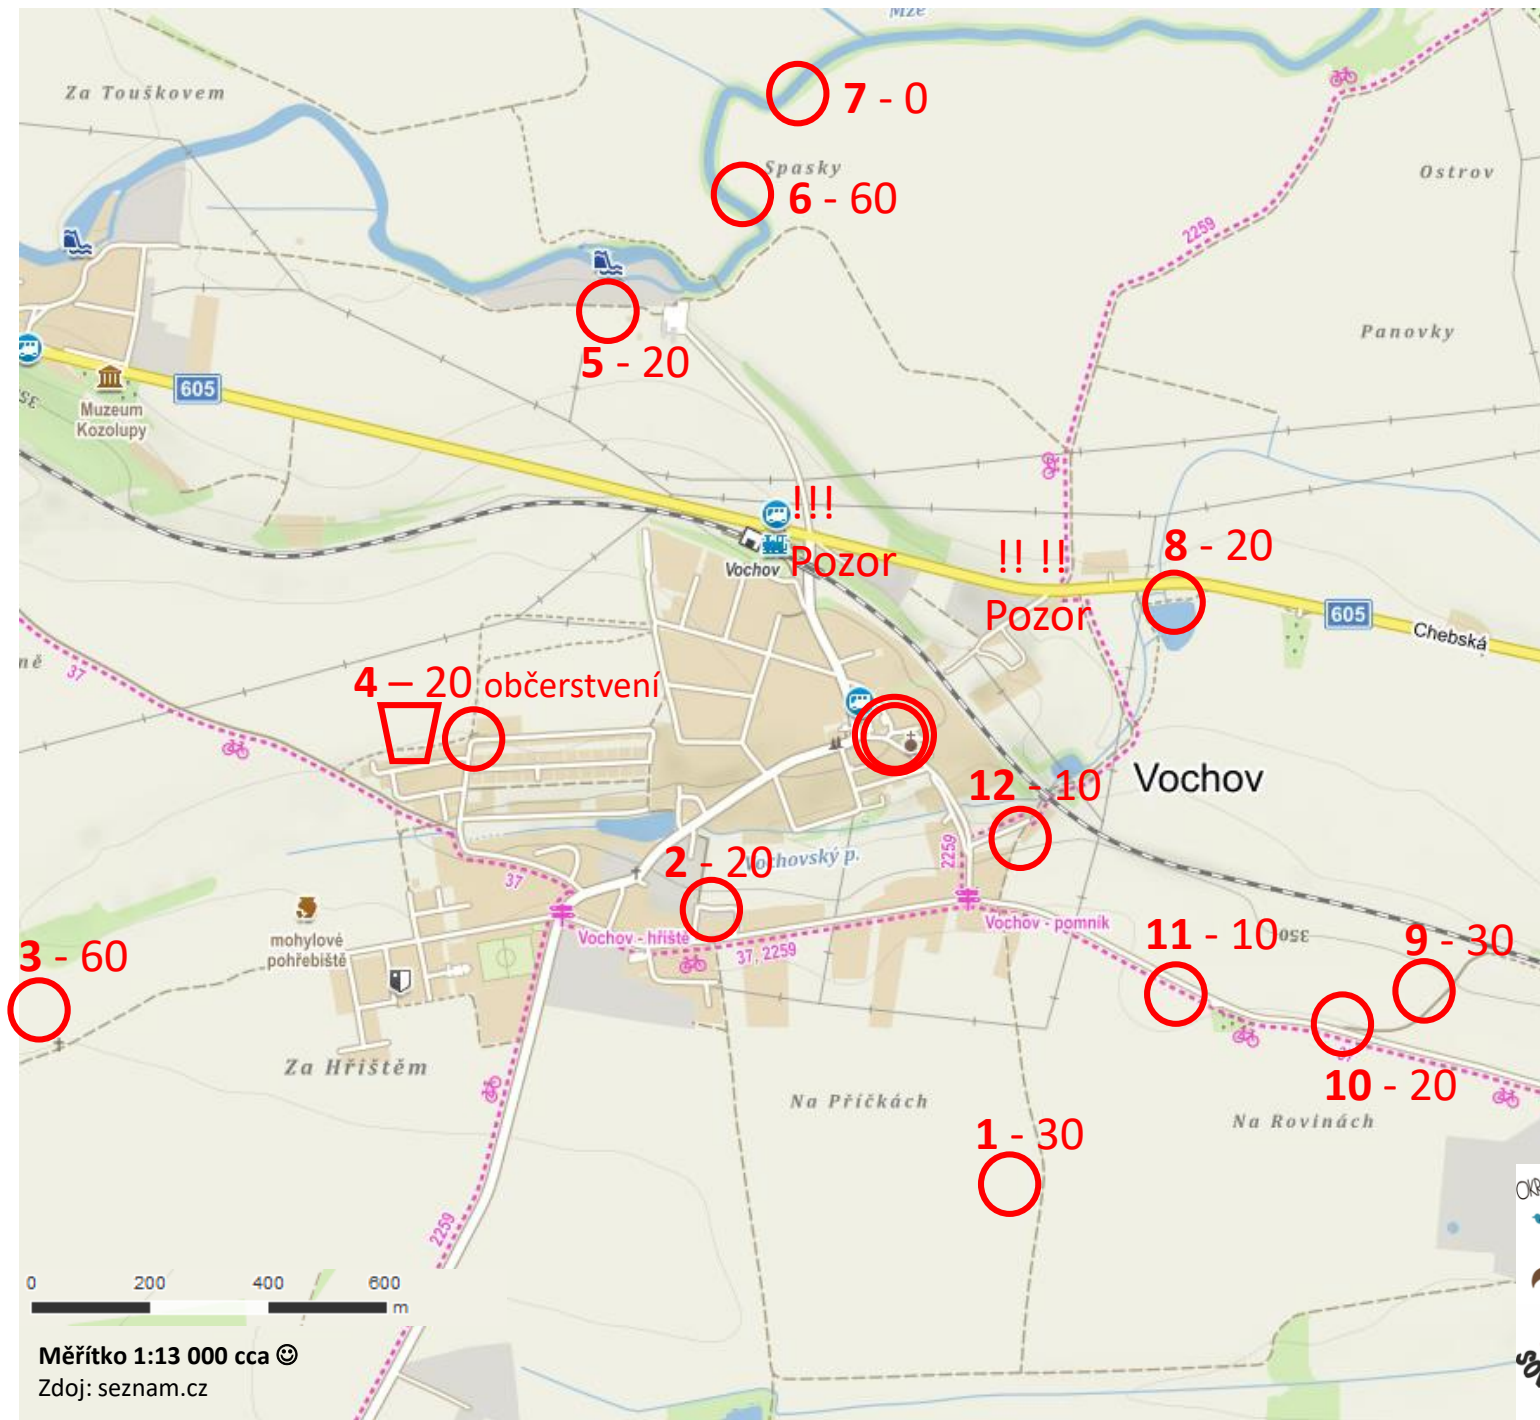 Mže
7 - 0
Za Touškovem
Spasky
Ostrov
6 - 60
2259
Panovky
5 - 20
605
Muzeum
Kozolupy
!!!
Pozor
Vochov
!! !!
Pozor
8 - 20
605
Chebská
37
4 – 20 občerstvení
Vochov
12 - 10
2 - 20
Vochovský p.
2259
37
Vochov - hřiště
Vochov - pomník
37, 2259
mohylové
pohřebiště
3 - 60
11 - 10
350
9 - 30
37
10 - 20
Za Hřištěm
Na Příčkách
Na Rovinách
1 - 30
2259
0 200 400 600
m
Měřítko 1:13 000 cca ☺
Zdoj: seznam.cz